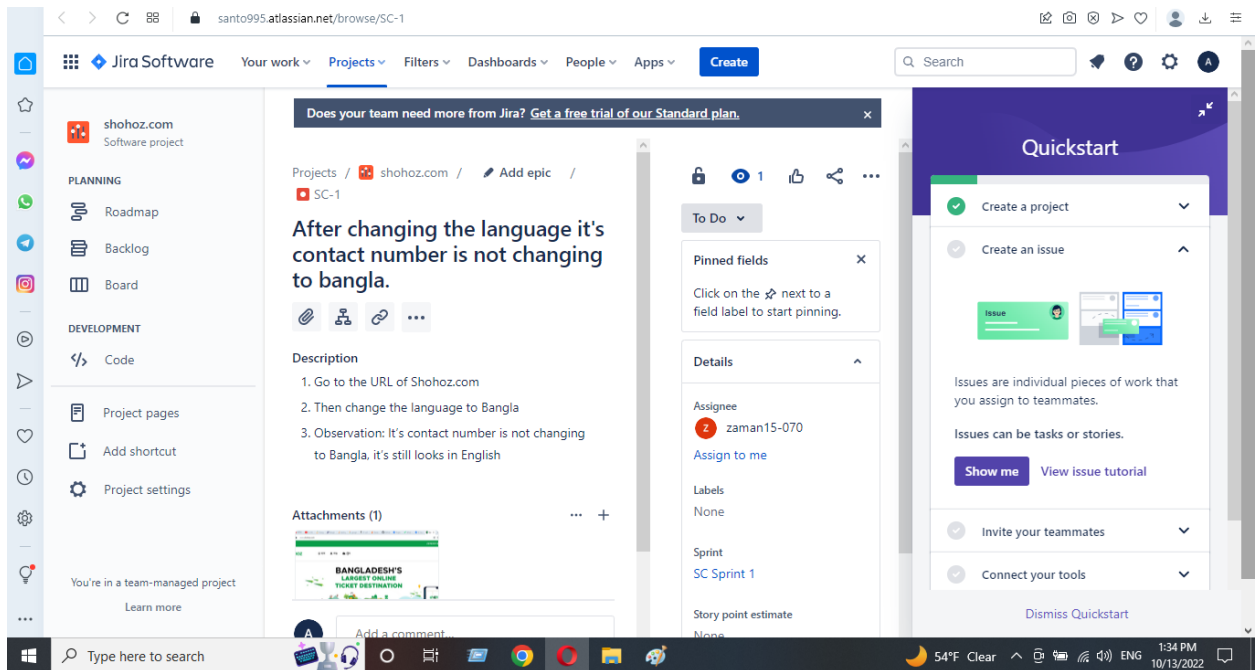 santo995.atlassian.net/browse/SC-1
Jira Software
Your work
Projects
Filters
Dashboards
People
Apps
Create
Search
A
shohoz.com
Software project
PLANNING
Roadmap
Backlog
Board
DEVELOPMENT
Code
Project pages
Add shortcut
Project settings
You're in a team-managed project
Learn more
Does your team need more from Jira? Get a free trial of our Standard plan.
Projects / shohoz.com / Add epic /
SC-1
After changing the language it's
contact number is not changing
to bangla.
Description
1. Go to the URL of Shohoz.com
2. Then change the language to Bangla
3. Observation: It's contact number is not changing
to Bangla, it's still looks in English
Attachments (1)
BANGLADESH'S
LARGEST ONLINE
TICKET DESTINATION
A
Add a comment...
1
To Do
Pinned fields
Click on the next to a
field label to start pinning.
Details
Assignee
Z zaman15-070
Assign to me
Labels
None
Sprint
SC Sprint 1
Story point estimate
None
Quickstart
Create a project
Create an issue
Issue
Issues are individual pieces of work that
you assign to teammates.
Issues can be tasks or stories.
Show me
View issue tutorial
Invite your teammates
Connect your tools
Dismiss Quickstart
Type here to search
54°F Clear
ENG
1:34 PM
10/13/2022